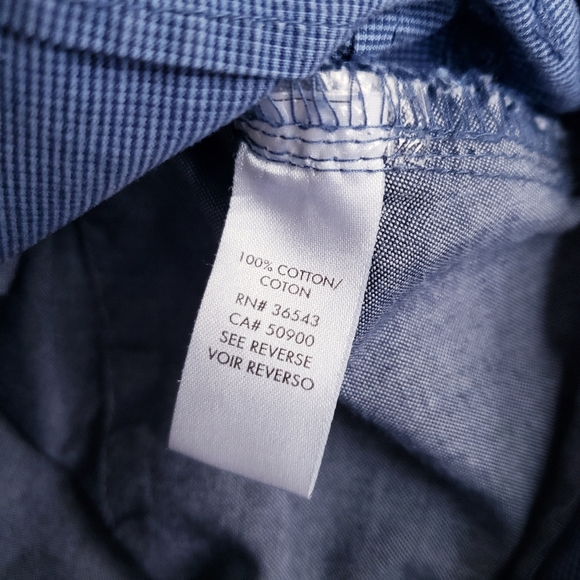 100% COTTON/
COTON
RN# 36543
CA# 50900
SEE REVERSE
VOIR REVERSO